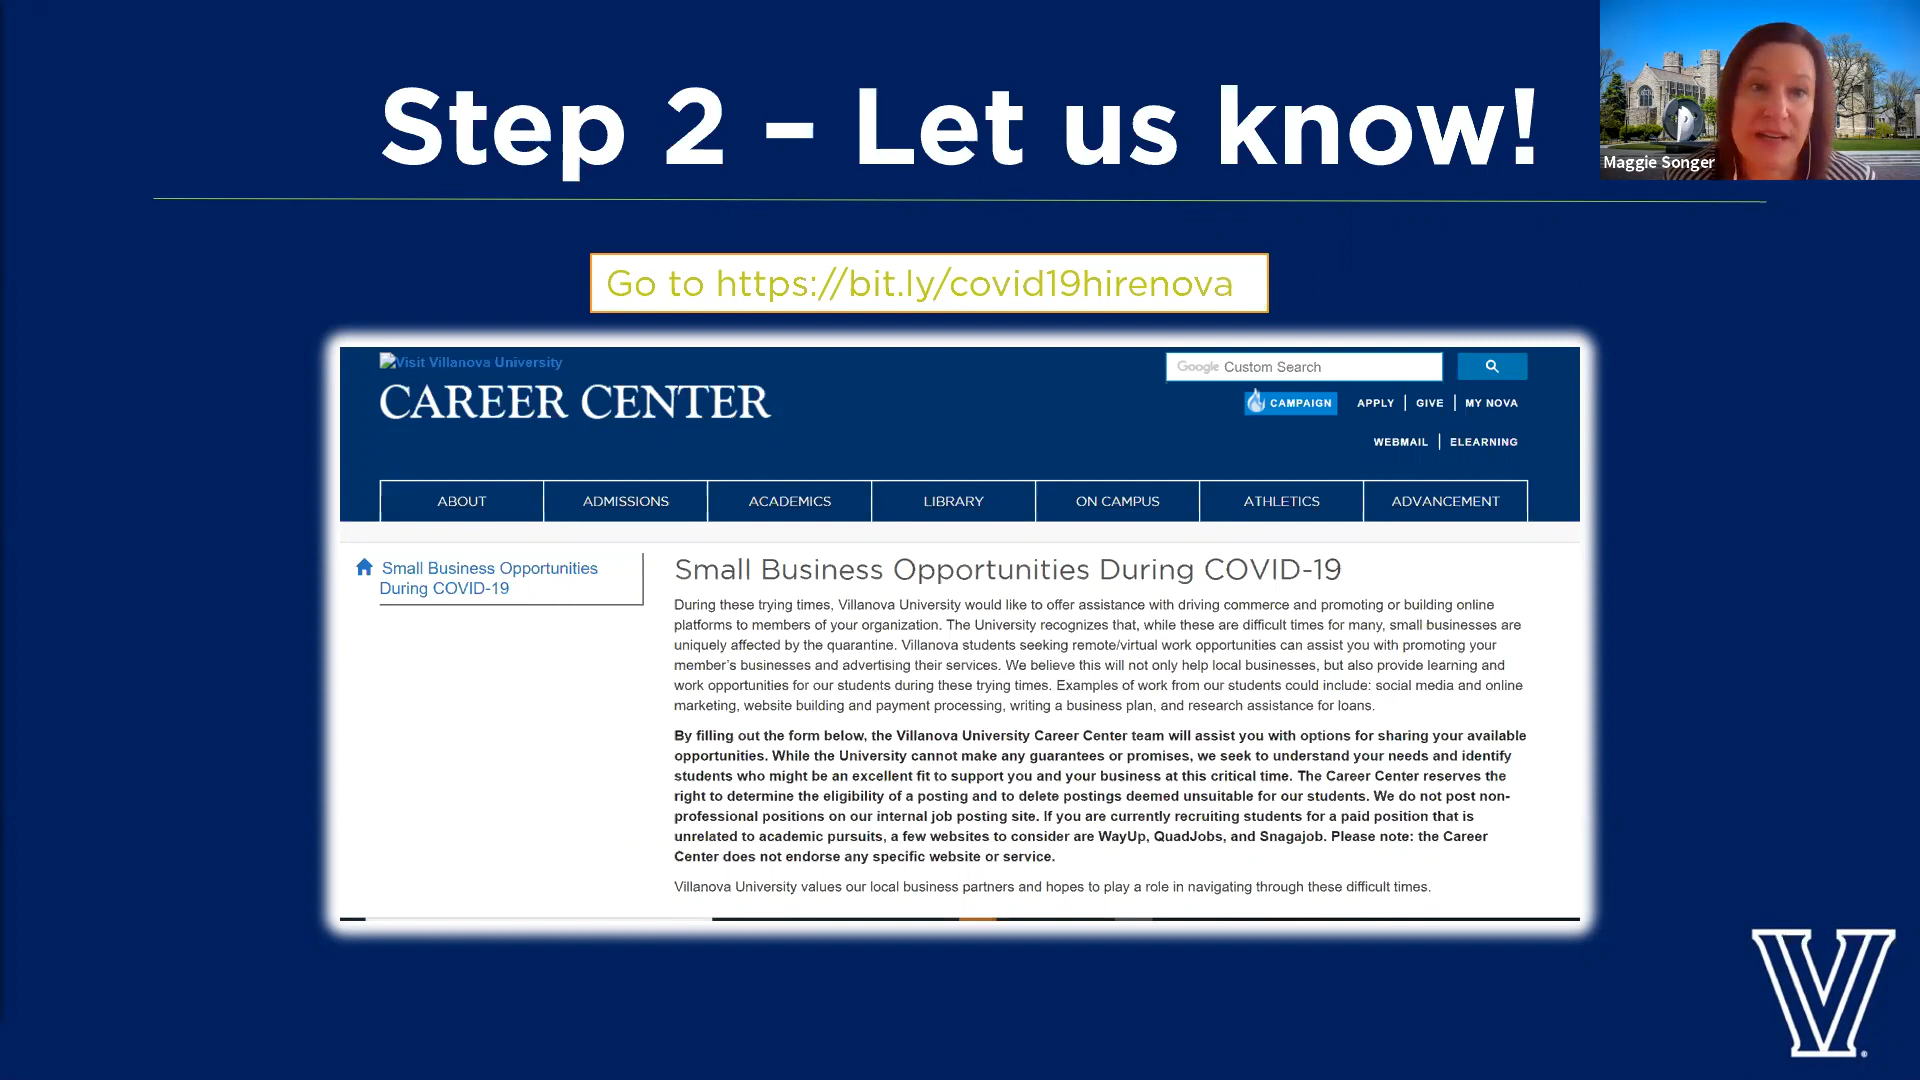 Step 2 – Let us know!
Maggie Songer
Go to https://bit.ly/covid19hirenova
Visit Villanova University
CAREER CENTER
Google Custom Search
CAMPAIGN
APPLY
GIVE
MY NOVA
WEBMAIL
ELEARNING
ABOUT
ADMISSIONS
ACADEMICS
LIBRARY
ON CAMPUS
ATHLETICS
ADVANCEMENT
Small Business Opportunities
During COVID-19
Small Business Opportunities During COVID-19
During these trying times, Villanova University would like to offer assistance with driving commerce and promoting or building online
platforms to members of your organization. The University recognizes that, while these are difficult times for many, small businesses are
uniquely affected by the quarantine. Villanova students seeking remote/virtual work opportunities can assist you with promoting your
member's businesses and advertising their services. We believe this will not only help local businesses, but also provide learning and
work opportunities for our students during these trying times. Examples of work from our students could include: social media and online
marketing, website building and payment processing, writing a business plan, and research assistance for loans.
By filling out the form below, the Villanova University Career Center team will assist you with options for sharing your available
opportunities. While the University cannot make any guarantees or promises, we seek to understand your needs and identify
students who might be an excellent fit to support you and your business at this critical time. The Career Center reserves the
right to determine the eligibility of a posting and to delete postings deemed unsuitable for our students. We do not post non-
professional positions on our internal job posting site. If you are currently recruiting students for a paid position that is
unrelated to academic pursuits, a few websites to consider are WayUp, QuadJobs, and Snagajob. Please note: the Career
Center does not endorse any specific website or service.
Villanova University values our local business partners and hopes to play a role in navigating through these difficult times.
V